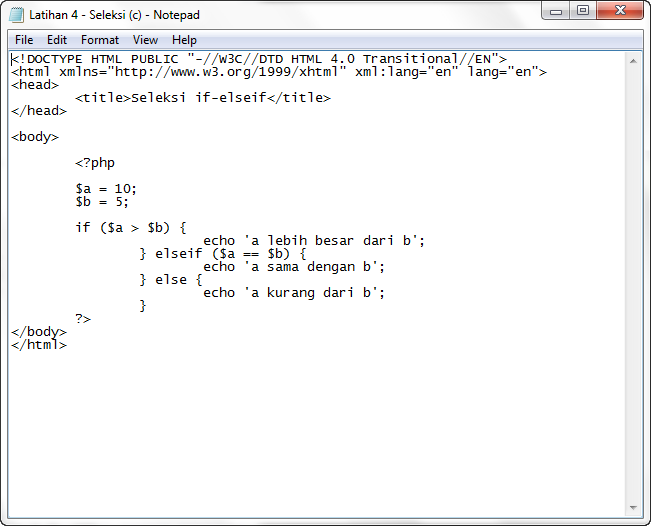 Latihan 4 - Seleksi (c) - Notepad
File Edit Format View Help
<!DOCTYPE HTML PUBLIC "-//W3C//DTD HTML 4.0 Transitional//EN">
<html xmlns="http://www.w3.org/1999/xhtml" xml:lang="en" lang="en">
<head>
<title>Seleksi if-elseif</title>
</head>
<body>
<?php
$a = 10;
$b = 5;
if ($a > $b) {
echo 'a lebih besar dari b';
} elseif ($a == $b) {
echo 'a sama dengan b';
} else {
echo 'a kurang dari b';
}
?>
</body>
</html>